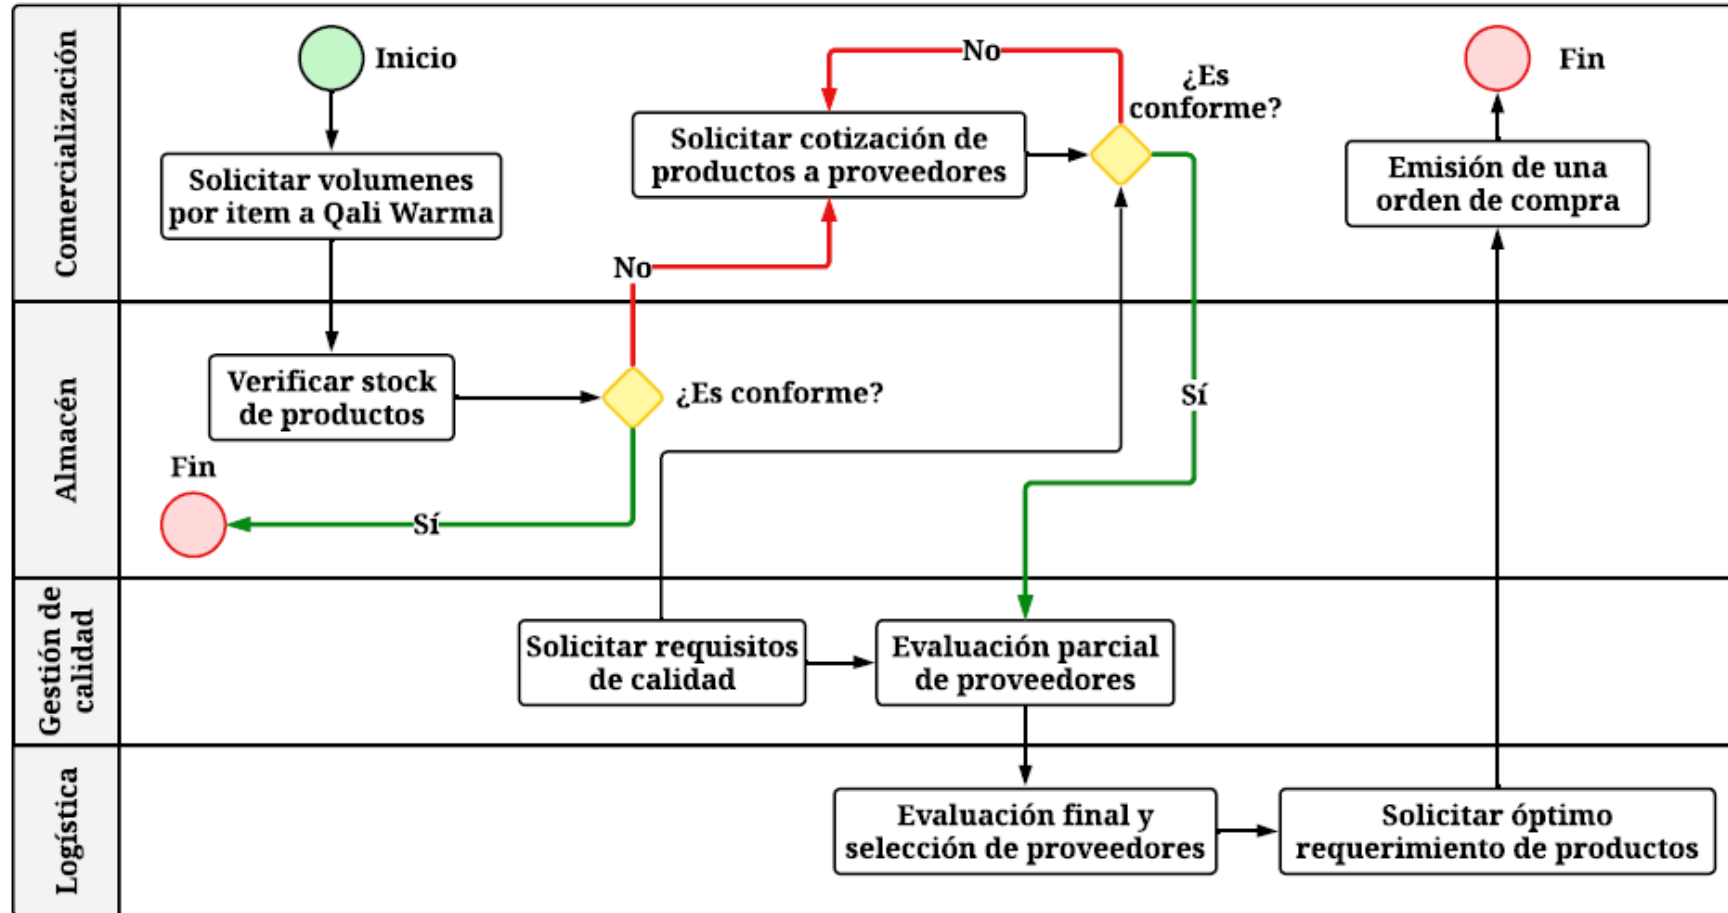 Comercialización
Inicio
Solicitar volumenes
por item a Qali Warma
No
Solicitar cotización de
productos a proveedores
¿Es
conforme?
Fin
Emisión de una
orden de compra
No
Almacén
Verificar stock
de productos
¿Es conforme?
Sí
Fin
Sí
Gestión de
calidad
Solicitar requisitos
de calidad
Evaluación parcial
de proveedores
Logística
Evaluación final y
selección de proveedores
Solicitar óptimo
requerimiento de productos